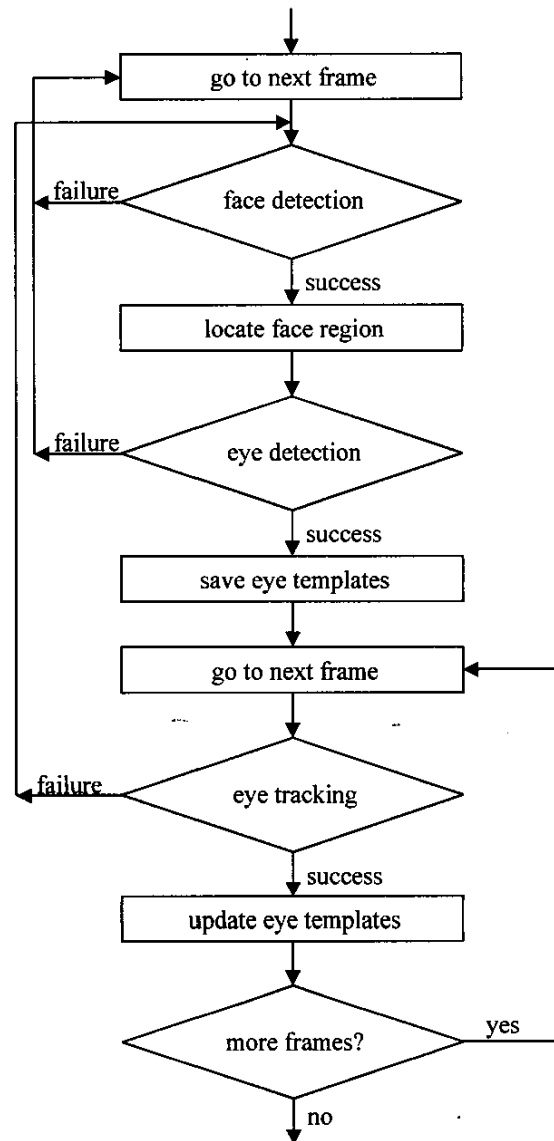 go to next frame
failure
face detection
success
locate face region
failure
eye detection
success
save eye templates
go to next frame
failure
eye tracking
success
update eye templates
more frames?
yes
no